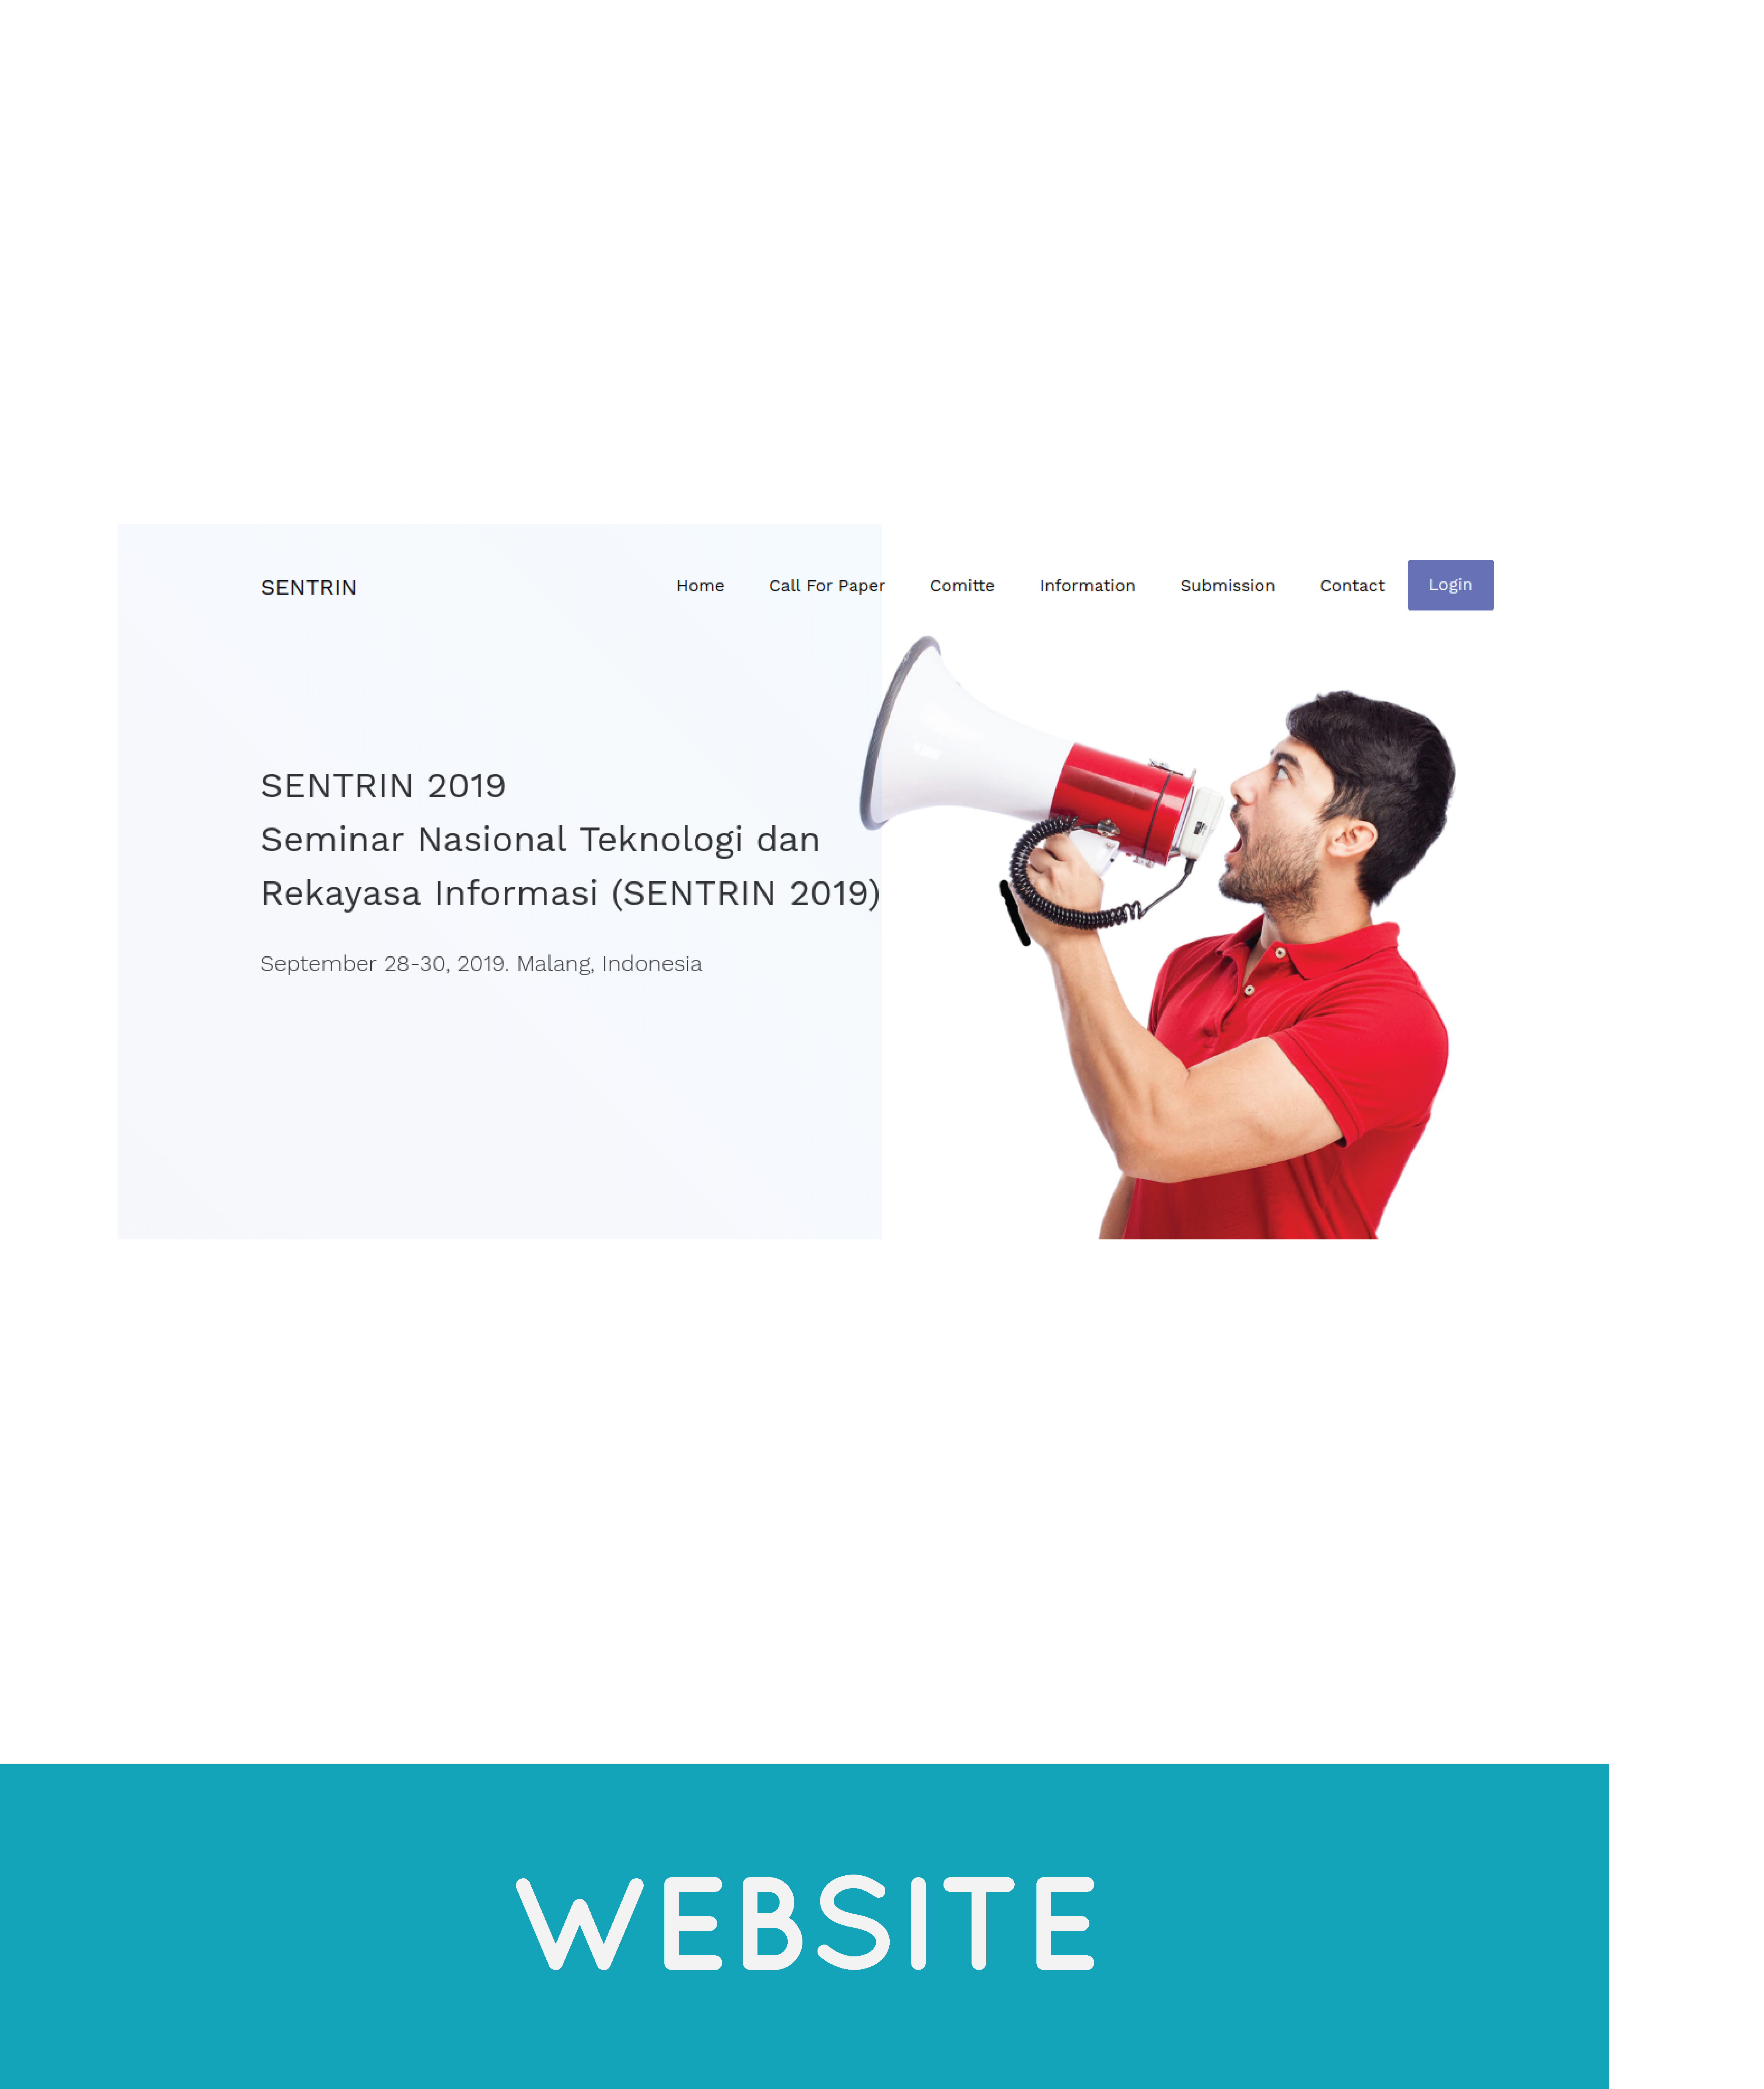 SENTRIN
Home Call For Paper Comitte Information Submission Contact Login
SENTRIN 2019
Seminar Nasional Teknologi dan
Rekayasa Informasi (SENTRIN 2019)
September 28-30, 2019. Malang, Indonesia
WEBSITE